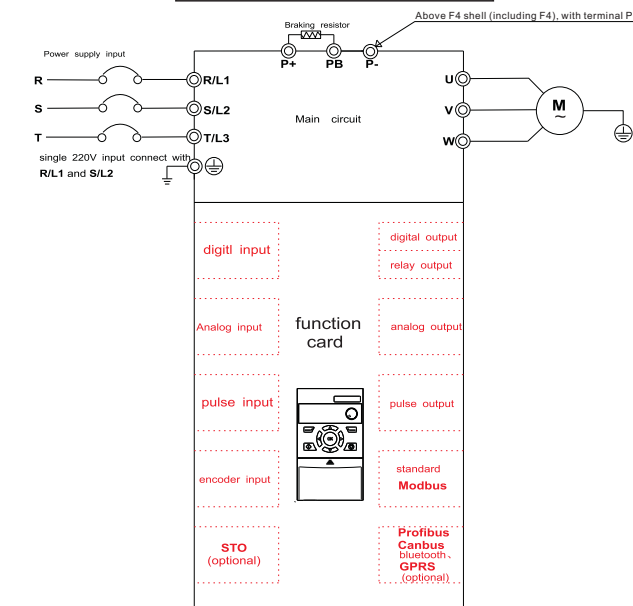 Above F4 shell (including F4), with terminal P
Braking resistor
Power supply input
P+ PB P-
R R/L1 U
S S/L2 V
T T/L3 W
M
~
Main circuit
single 220V input connect with
R/L1 and S/L2
digitl input
digital output
relay output
Analog input
function
card
analog output
pulse input
pulse output
OK
encoder input
standard
Modbus
STO
(optional)
Profibus
Canbus
bluetooth、
GPRS
(optional)